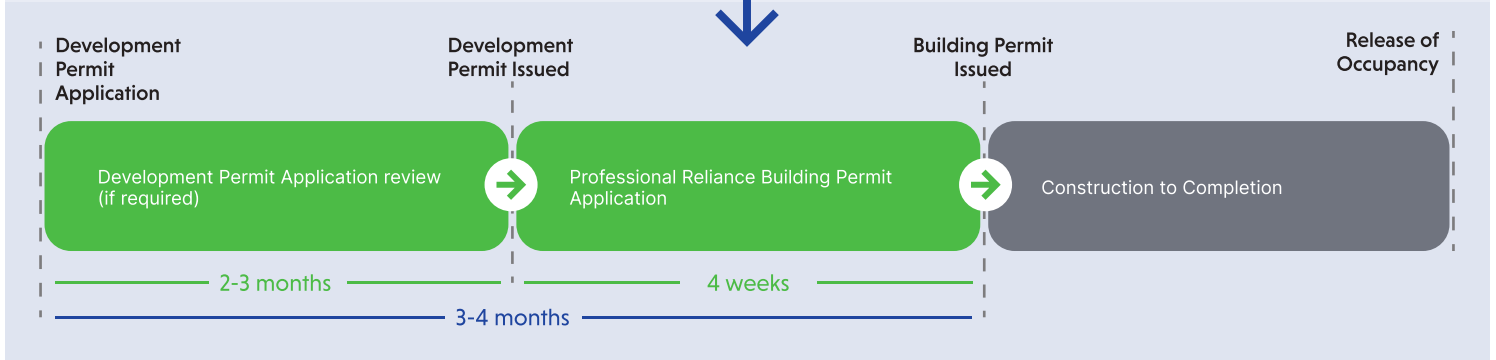 Development
Permit
Application
Development
Permit Issued
Building Permit
Issued
Release of
Occupancy
Development Permit Application review
(if required)
Professional Reliance Building Permit
Application
Construction to Completion
2-3 months
4 weeks
3-4 months